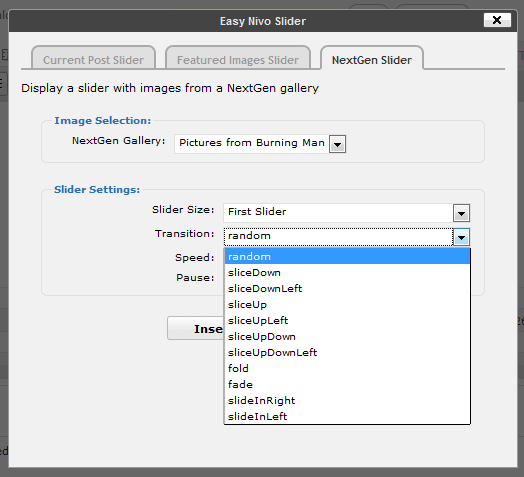 Easy Nivo Slider
Current Post Slider
Featured Images Slider
NextGen Slider
Display a slider with images from a NextGen gallery
Image Selection:
NextGen Gallery: Pictures from Burning Man
Slider Settings:
Slider Size: First Slider
Transition: random
Speed:
Pause:
random
sliceDown
sliceDownLeft
sliceUp
sliceUpLeft
sliceUpDown
sliceUpDownLeft
fold
fade
slideInRight
slideInLeft
Inse